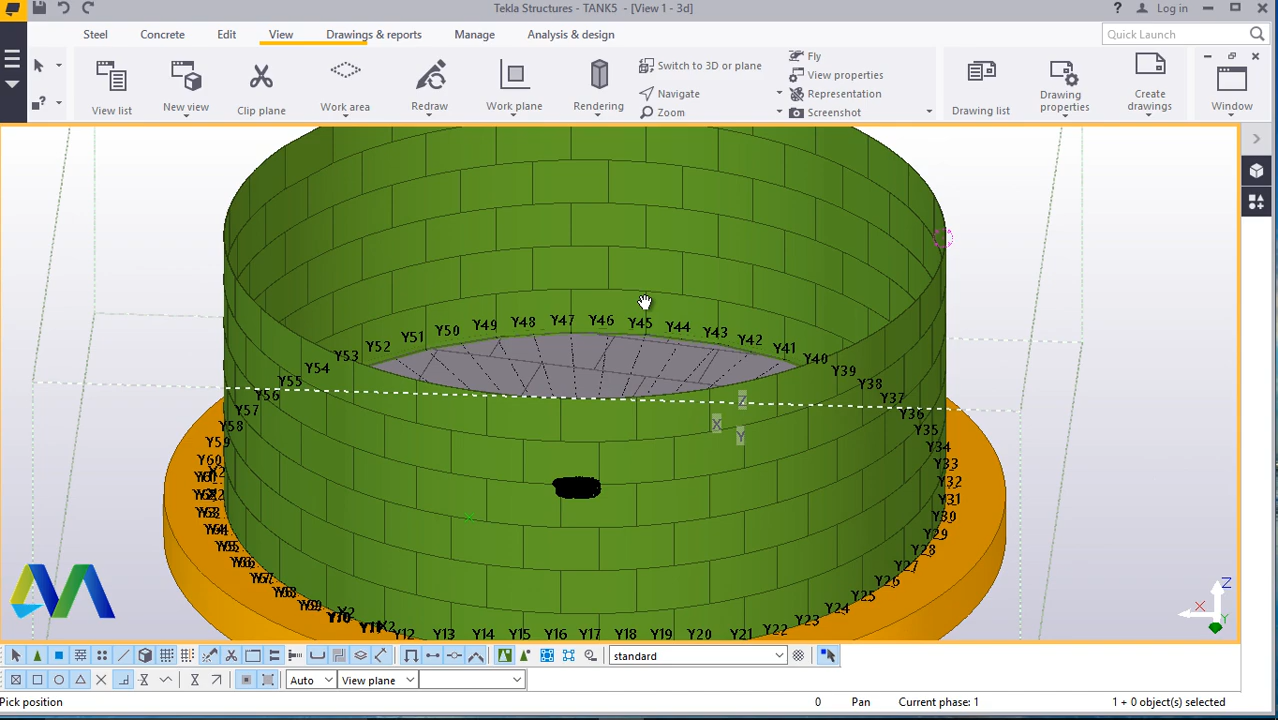 Tekla Structures - TANK5 - [View 1 - 3d]
Log in
Steel
Concrete
Edit
View
Drawings & reports
Manage
Analysis & design
Quick Launch
View list
New view
Clip plane
Work area
Redraw
Work plane
Rendering
Switch to 3D or plane
Navigate
Zoom
Fly
View properties
Representation
Screenshot
Drawing list
Drawing properties
Create drawings
Window
Y53 Y52 Y51 Y50 Y49 Y48 Y47 Y46 Y45 Y44 Y43 Y42 Y41 Y40
Y54
Y39
Y55
Y38
Y56
Y37
Y57
Y36
Y58
Y35
Y59
Y34
Y60
Y33
Y32
Y31
Y30
Y29
Y28
Y27
Y26
Y25
Y24
Y12 Y13 Y14 Y15 Y16 Y17 Y18 Y19 Y20 Y21 Y22 Y23
Z
X
Y
Z
X
Y
standard
Auto
View plane
Pick position
0
Pan
Current phase: 1
1 + 0 object(s) selected